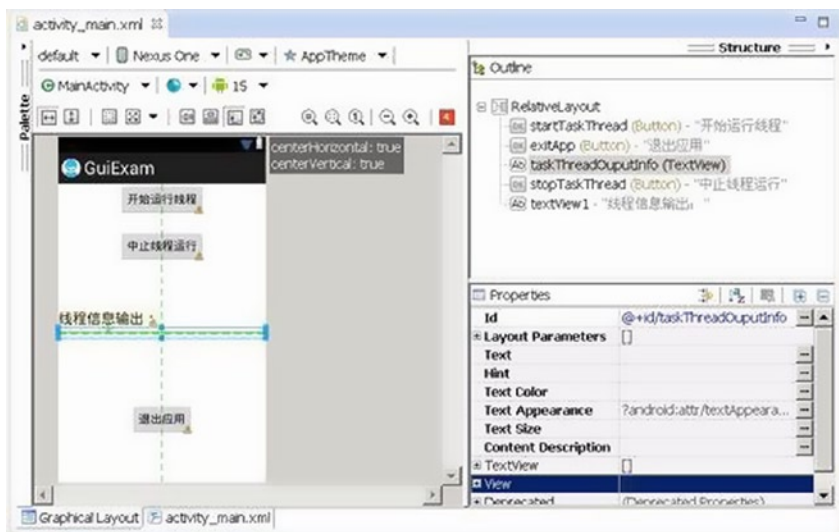 activity_main.xml
Structure
default
Nexus One
AppTheme
MainActivity
15
Palette
centerHorizontal: true
centerVertical: true
GuiExam
开始运行线程
中止线程运行
线程信息输出：
退出应用
Outline
RelativeLayout
startTaskThread (Button) - "开始运行线程"
exitApp (Button) - "退出应用"
taskThreadOuputInfo (TextView)
stopTaskThread (Button) - "中止线程运行"
textView1 - "线程信息输出： "
Properties
Id @+id/taskThreadOuputInfo
Layout Parameters []
Text
Hint
Text Color
Text Appearance ?android:attr/textAppeara...
Text Size
Content Description
TextView []
View
Deprecated (Deprecated Properties)
Graphical Layout
activity_main.xml